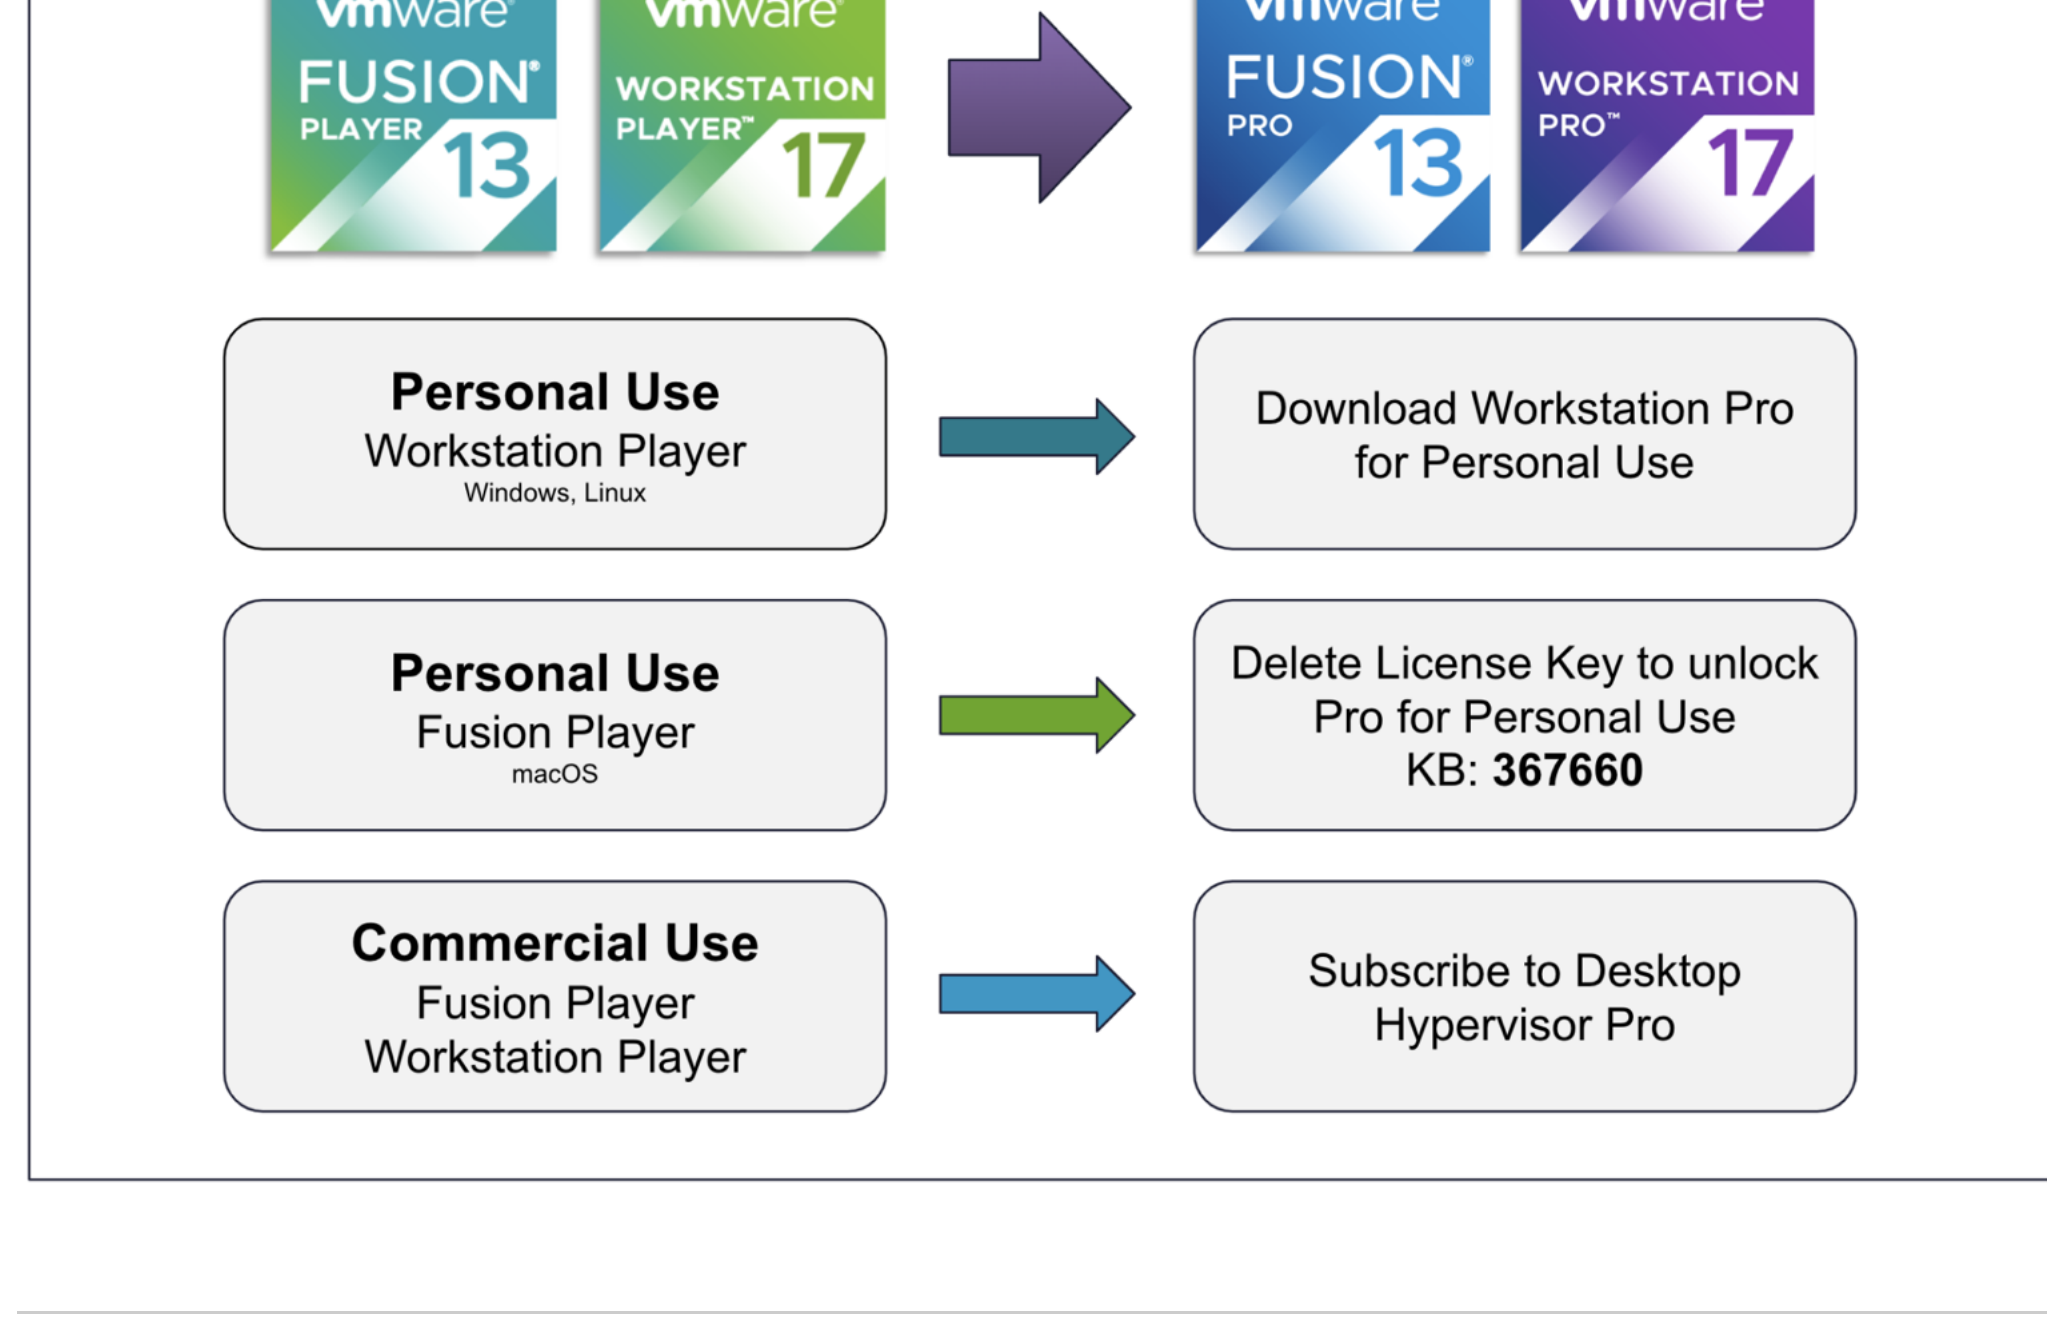 vmware®
FUSION®
PLAYER
13
vmware®
WORKSTATION
PLAYER™
17
vmware
FUSION®
PRO
13
vmware
WORKSTATION
PRO™
17
Personal Use
Workstation Player
Windows, Linux
Download Workstation Pro
for Personal Use
Personal Use
Fusion Player
macOS
Delete License Key to unlock
Pro for Personal Use
KB: 367660
Commercial Use
Fusion Player
Workstation Player
Subscribe to Desktop
Hypervisor Pro